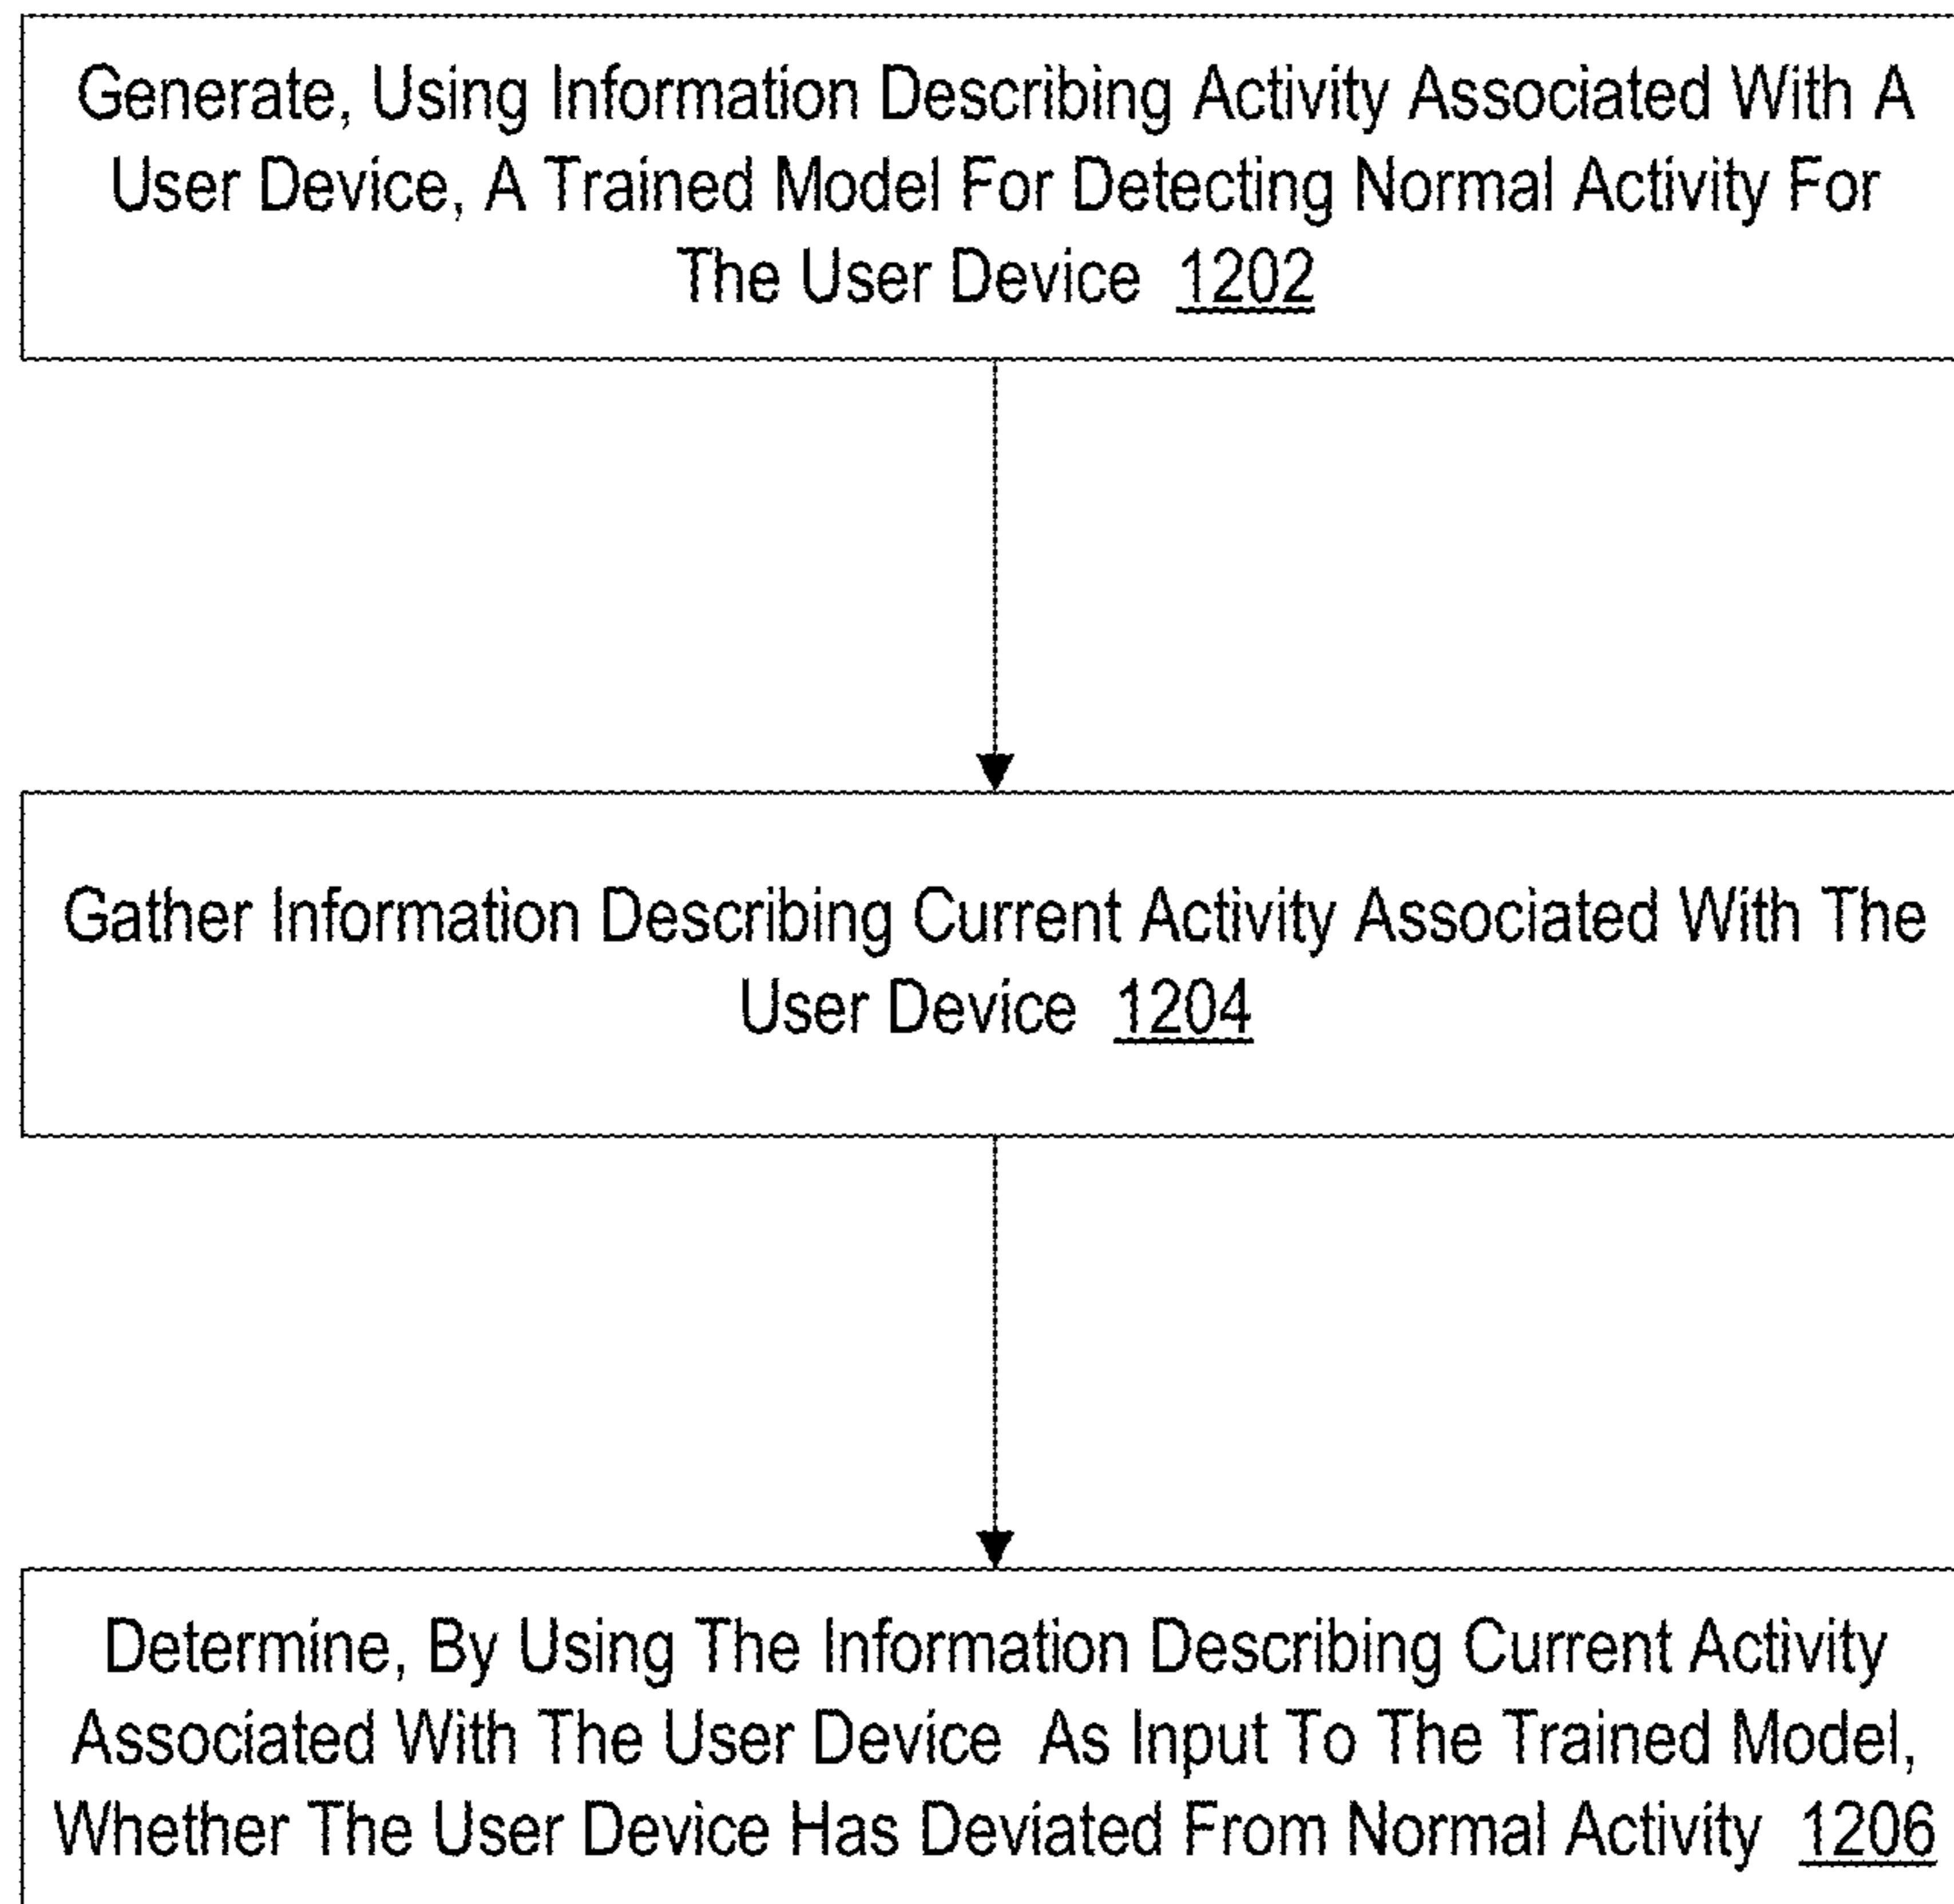 Generate, Using Information Describing Activity Associated With A
User Device, A Trained Model For Detecting Normal Activity For
The User Device 1202
Gather Information Describing Current Activity Associated With The
User Device 1204
Determine, By Using The Information Describing Current Activity
Associated With The User Device As Input To The Trained Model,
Whether The User Device Has Deviated From Normal Activity 1206